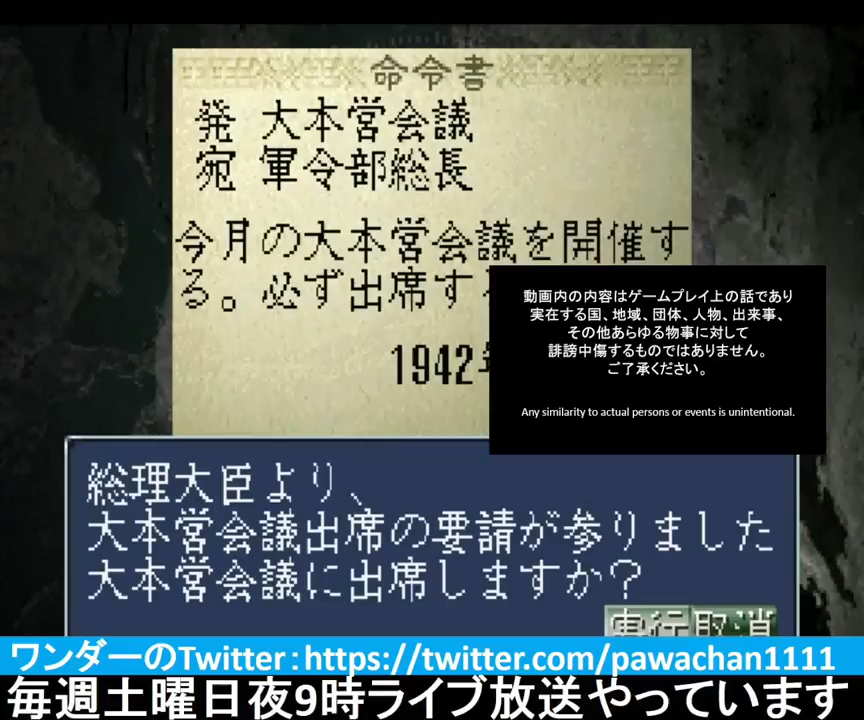 命令書
発 大本営会議
宛 軍令部総長
今月の大本営会議を開催す
る。必ず出席す
1942
動画内の内容はゲームプレイ上の話であり
実在する国、地域、団体、人物、出来事、
その他あらゆる物事に対して
誹謗中傷するものではありません。
ご了承ください。
Any similarity to actual persons or events is unintentional.
総理大臣より、
大本営会議出席の要請が参りました
大本営会議に出席しますか?
実行 取消
ワンダーのTwitter:https://twitter.com/pawachan1111
毎週土曜日夜9時ライブ放送やっています